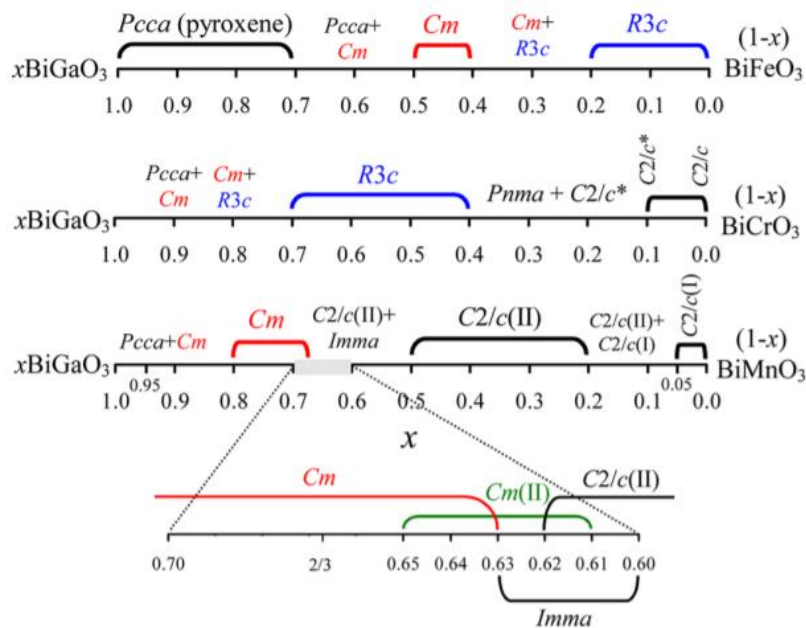 Pcca (pyroxene) Pcca+ Cm Cm Cm+ R3c R3c (1-x)
xBiGaO₃ BiFeO₃
1.0 0.9 0.8 0.7 0.6 0.5 0.4 0.3 0.2 0.1 0.0
Pcca+ Cm Cm+ R3c R3c Pnma + C2/c* C2/c* C2/c (1-x)
xBiGaO₃ BiCrO₃
1.0 0.9 0.8 0.7 0.6 0.5 0.4 0.3 0.2 0.1 0.0
Pcca+Cm Cm C2/c(II)+ Imma C2/c(II) C2/c(II)+ C2/c(I) C2/c(I) (1-x)
xBiGaO₃ BiMnO₃
0.95 0.05
1.0 0.9 0.8 0.7 0.6 0.5 0.4 0.3 0.2 0.1 0.0
x
Cm Cm(II) C2/c(II)
0.70 2/3 0.65 0.64 0.63 0.62 0.61 0.60
Imma